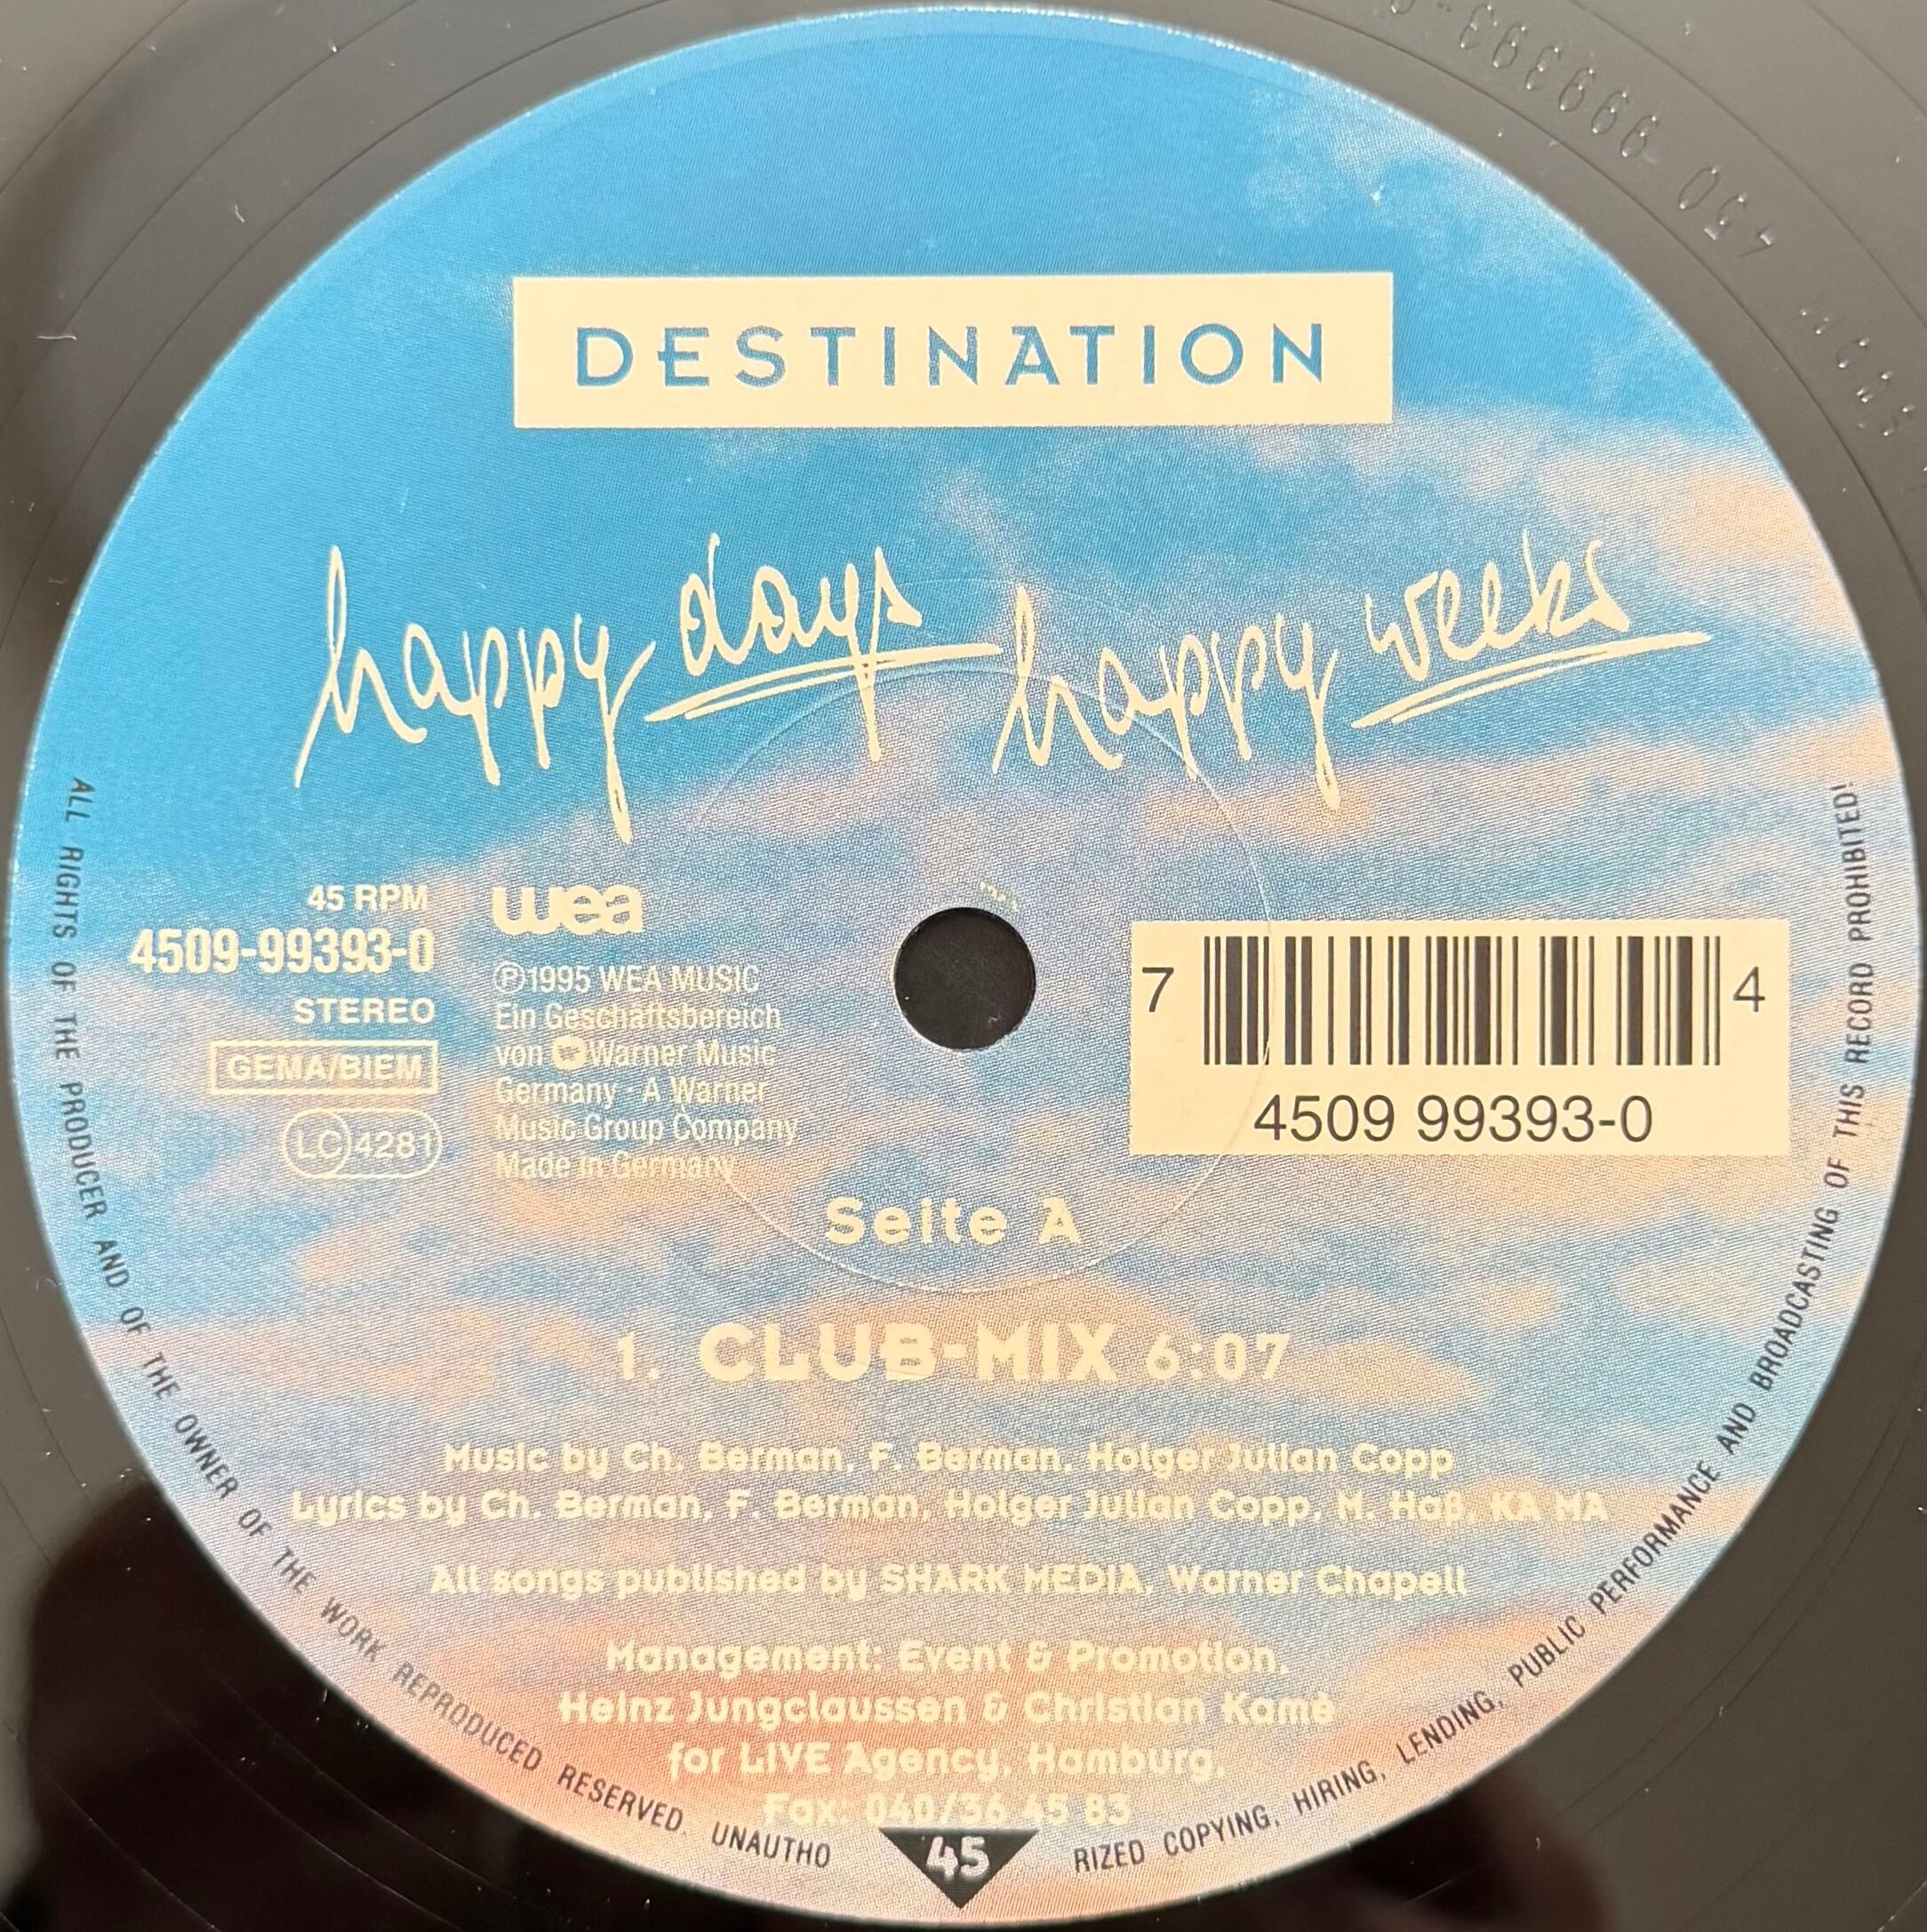 DESTINATION
happy days happy weeks
45 RPM
4509-99393-0
STEREO
GEMA/BIEM
LC 4281
wea
Ⓟ1995 WEA MUSIC
Ein Geschäftsbereich
von Warner Music
Germany · A Warner
Music Group Company
Made in Germany
7 4
4509 99393-0
Seite A
1. CLUB-MIX 6:07
Music by Ch. Berman, F. Berman, Holger Julian Copp
Lyrics by Ch. Berman, F. Berman, Holger Julian Copp, M. Haß, KA MA
All songs published by SHARK MEDIA, Warner Chapell
Management: Event & Promotion,
Heinz Jungclaussen & Christian Kamè
for LIVE Agency, Hamburg,
Fax: 040/36 45 83
ALL RIGHTS OF THE PRODUCER AND OF THE OWNER OF THE WORK REPRODUCED RESERVED. UNAUTHO
45
RIZED COPYING, HIRING, LENDING, PUBLIC PERFORMANCE AND BROADCASTING OF THIS RECORD PROHIBITED!